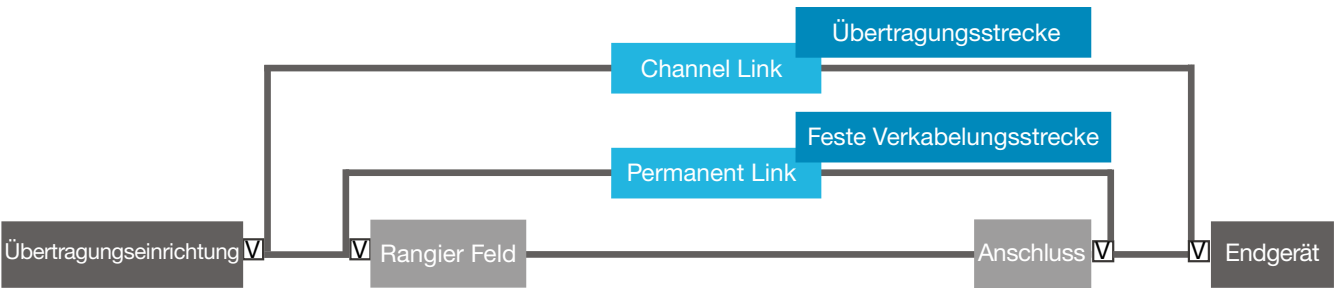 Übertragungsstrecke
Channel Link
Feste Verkabelungsstrecke
Permanent Link
Übertragungseinrichtung V V Rangier Feld Anschluss V V Endgerät